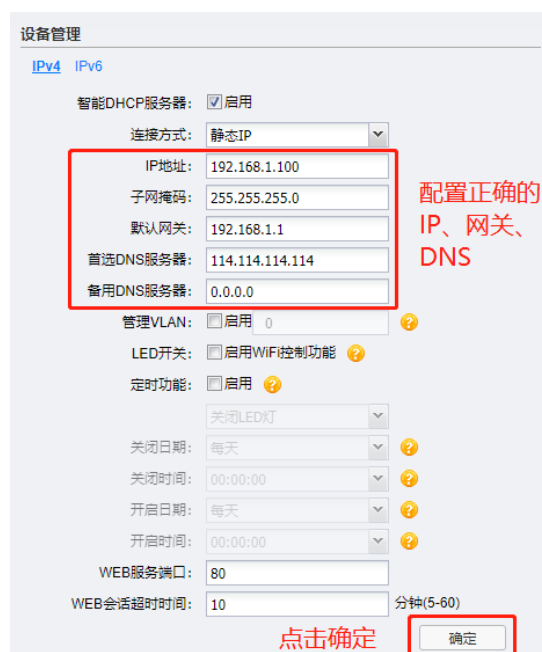 设备管理
IPv4 IPv6
智能DHCP服务器: 启用
连接方式: 静态IP
IP地址: 192.168.1.100
子网掩码: 255.255.255.0
默认网关: 192.168.1.1
首选DNS服务器: 114.114.114.114
备用DNS服务器: 0.0.0.0
配置正确的
IP、网关、
DNS
管理VLAN: 启用 0
LED开关: 启用WiFi控制功能
定时功能: 启用
关闭LED灯
关闭日期: 每天
关闭时间: 00:00:00
开启日期: 每天
开启时间: 00:00:00
WEB服务端口: 80
WEB会话超时时间: 10 分钟(5-60)
点击确定 确定